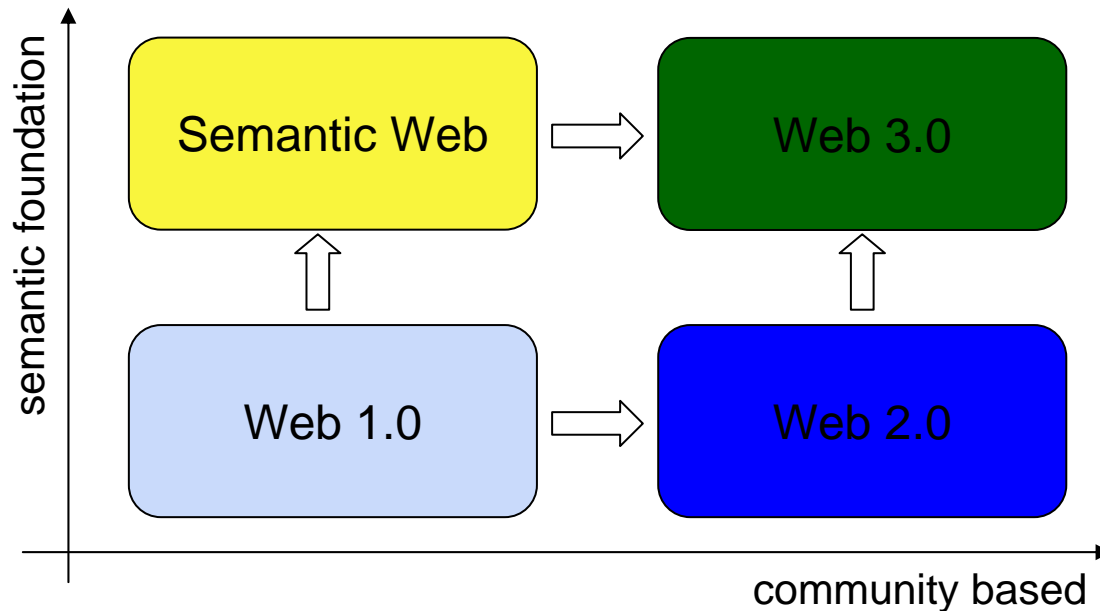 semantic foundation
Semantic Web
Web 3.0
Web 1.0
Web 2.0
community based